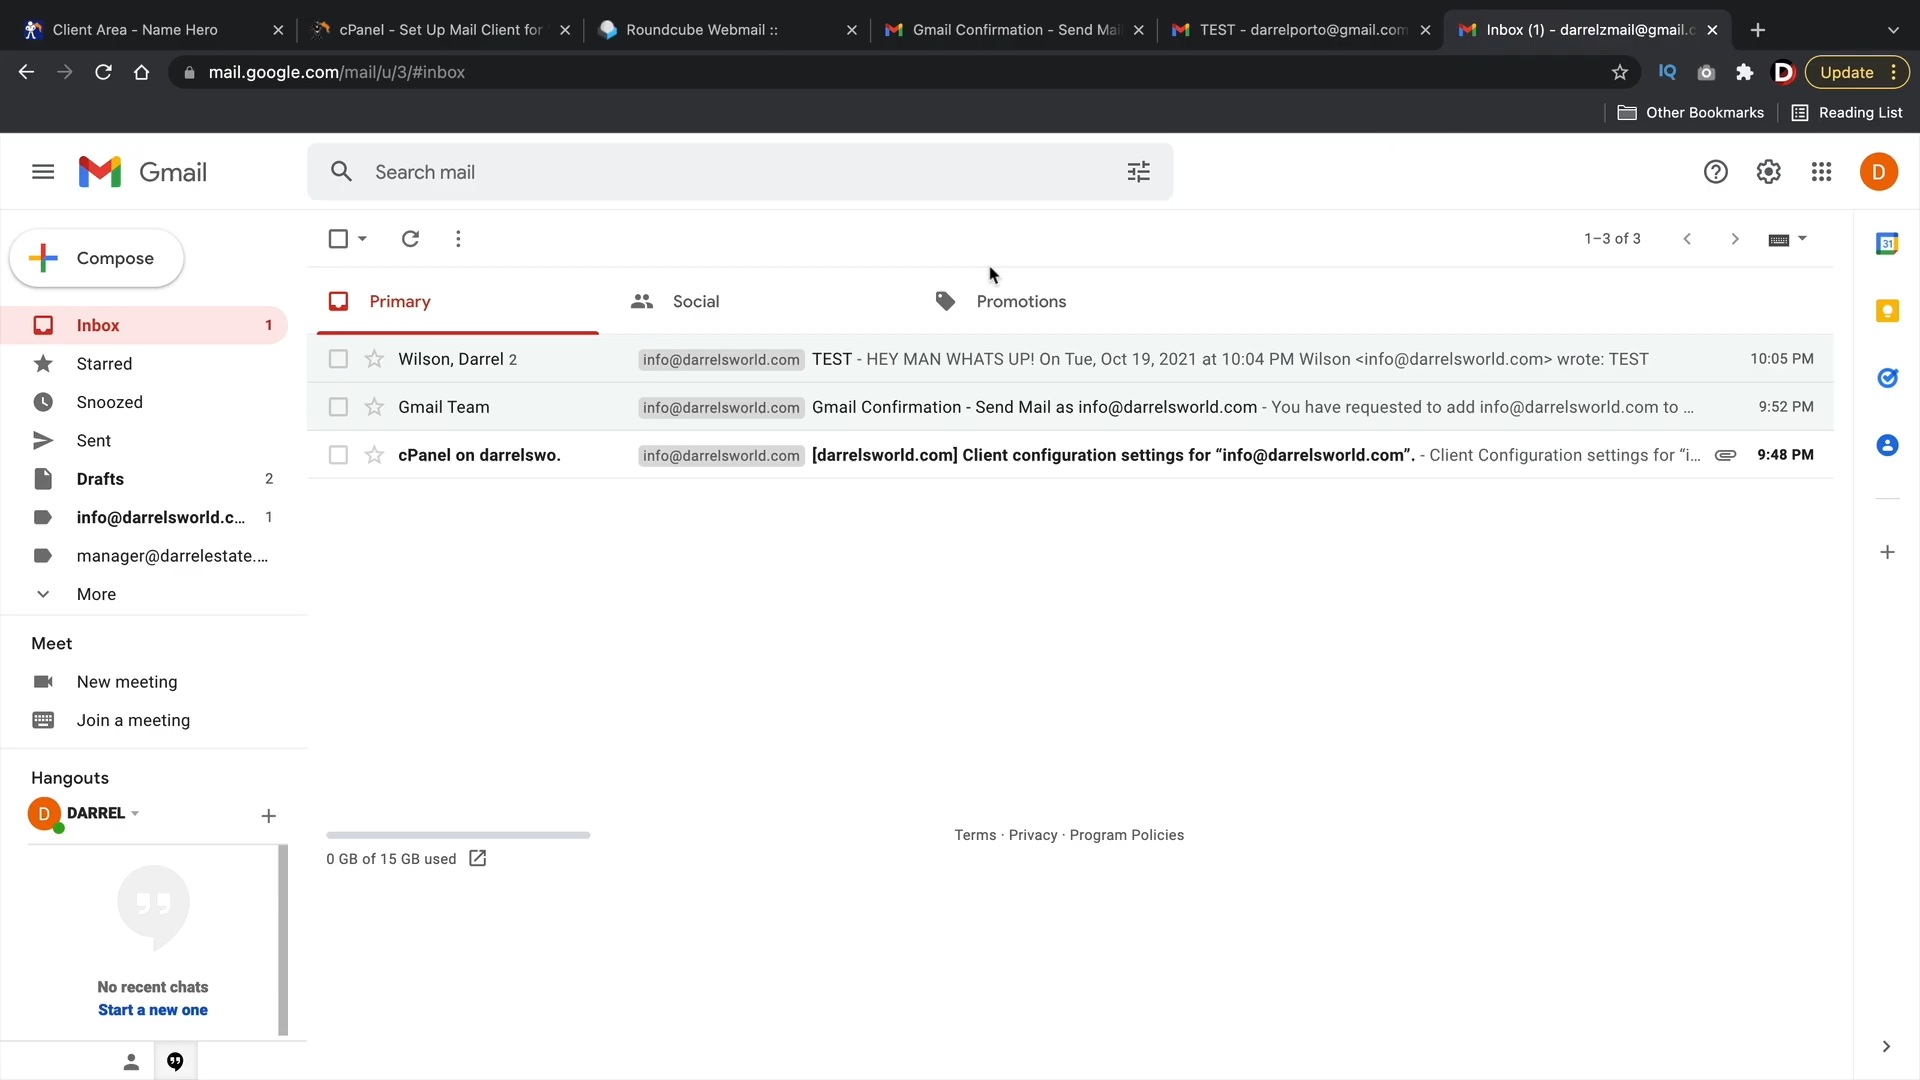 Client Area - Name Hero
cPanel - Set Up Mail Client for
Roundcube Webmail ::
Gmail Confirmation - Send Mai
TEST - darrelporto@gmail.com
Inbox (1) - darrelzmail@gmail.c
mail.google.com/mail/u/3/#inbox
IQ
D
Update
Other Bookmarks
Reading List
Gmail
Search mail
D
Compose
1–3 of 3
31
Primary
Social
Promotions
Inbox 1
Starred
Snoozed
Sent
Drafts 2
info@darrelsworld.c... 1
manager@darrelestate....
More
Wilson, Darrel 2 info@darrelsworld.com TEST - HEY MAN WHATS UP! On Tue, Oct 19, 2021 at 10:04 PM Wilson <info@darrelsworld.com> wrote: TEST 10:05 PM
Gmail Team info@darrelsworld.com Gmail Confirmation - Send Mail as info@darrelsworld.com - You have requested to add info@darrelsworld.com to ... 9:52 PM
cPanel on darrelswo. info@darrelsworld.com [darrelsworld.com] Client configuration settings for “info@darrelsworld.com”. - Client Configuration settings for “i... 9:48 PM
Meet
New meeting
Join a meeting
Hangouts
D DARREL
No recent chats
Start a new one
0 GB of 15 GB used
Terms · Privacy · Program Policies